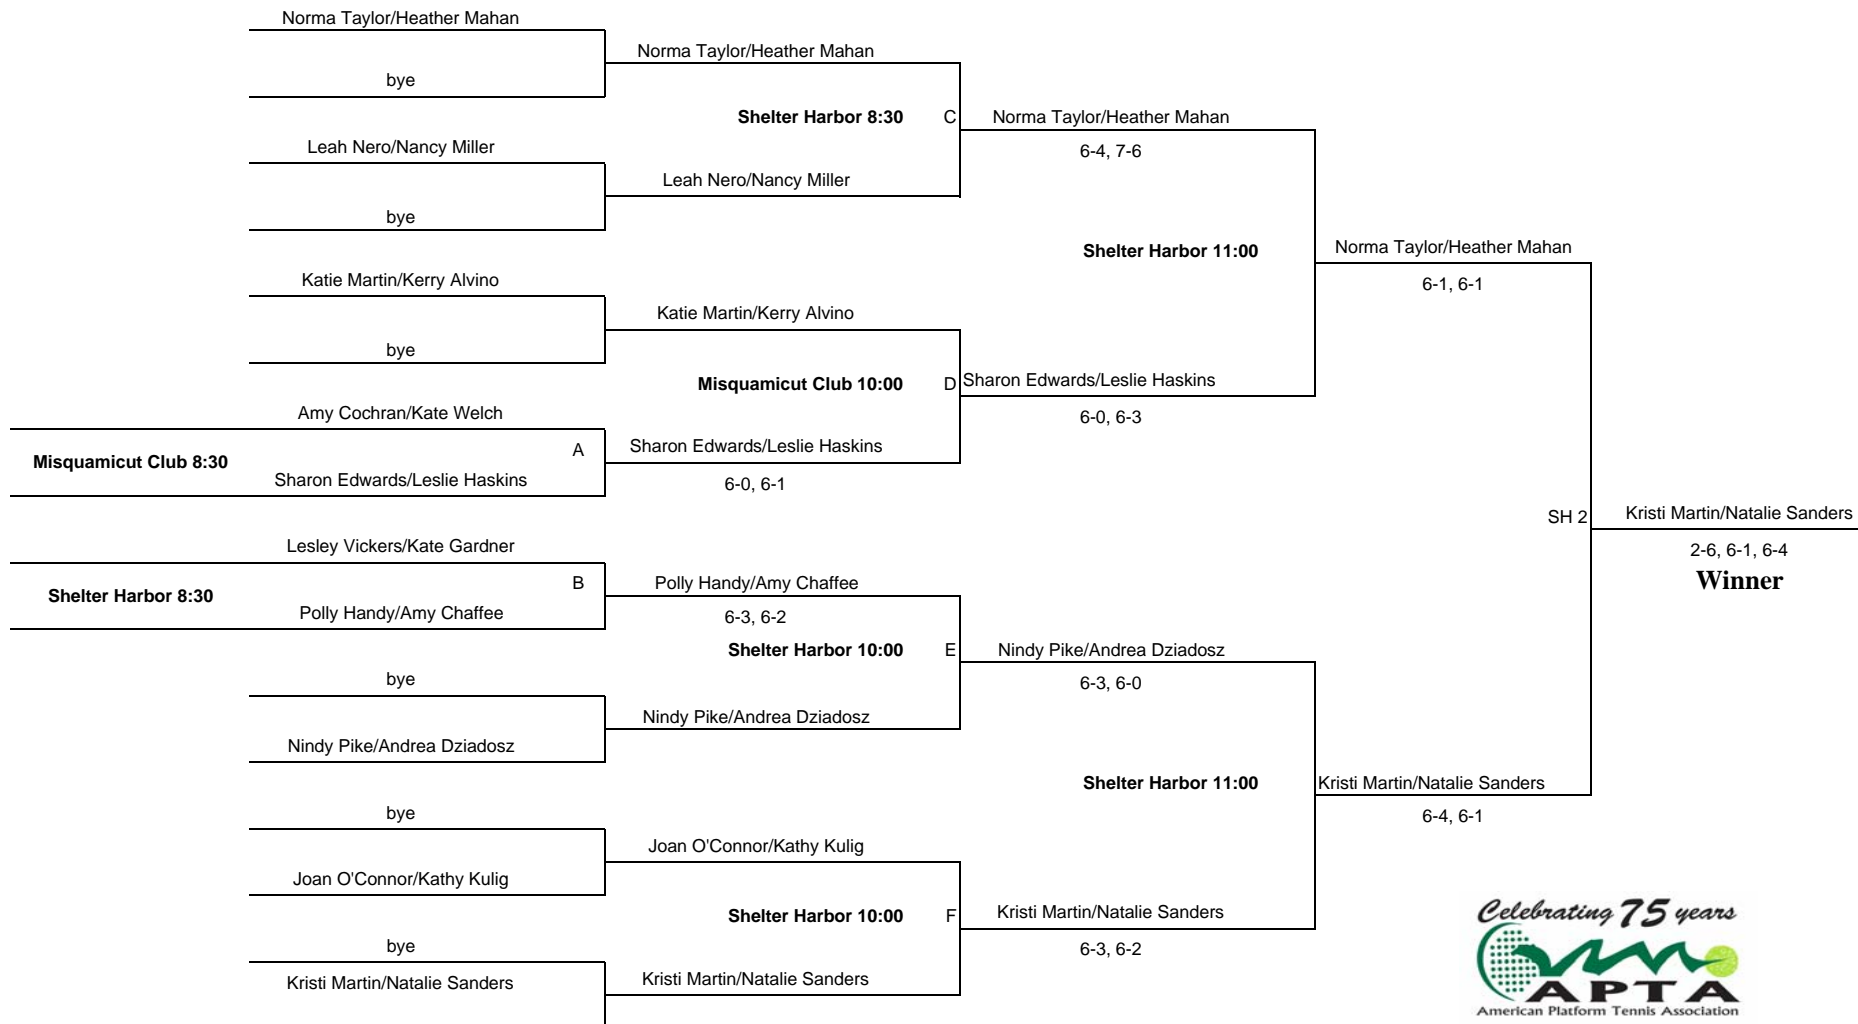 Norma Taylor/Heather Mahan
Norma Taylor/Heather Mahan
bye
Shelter Harbor 8:30 C Norma Taylor/Heather Mahan
Leah Nero/Nancy Miller
6-4, 7-6
Leah Nero/Nancy Miller
bye
Shelter Harbor 11:00 Norma Taylor/Heather Mahan
Katie Martin/Kerry Alvino
6-1, 6-1
Katie Martin/Kerry Alvino
bye
Misquamicut Club 10:00 D Sharon Edwards/Leslie Haskins
Amy Cochran/Kate Welch
6-0, 6-3
A Sharon Edwards/Leslie Haskins
Misquamicut Club 8:30
Sharon Edwards/Leslie Haskins
6-0, 6-1
SH 2 Kristi Martin/Natalie Sanders
Lesley Vickers/Kate Gardner
2-6, 6-1, 6-4
B Polly Handy/Amy Chaffee
Winner
Shelter Harbor 8:30
Polly Handy/Amy Chaffee
6-3, 6-2
Shelter Harbor 10:00 E Nindy Pike/Andrea Dziadosz
bye
6-3, 6-0
Nindy Pike/Andrea Dziadosz
Nindy Pike/Andrea Dziadosz
Shelter Harbor 11:00 Kristi Martin/Natalie Sanders
bye
6-4, 6-1
Joan O'Connor/Kathy Kulig
Joan O'Connor/Kathy Kulig
Shelter Harbor 10:00 F Kristi Martin/Natalie Sanders
bye
6-3, 6-2
Kristi Martin/Natalie Sanders
Kristi Martin/Natalie Sanders
Celebrating 75 years
APTA
American Platform Tennis Association